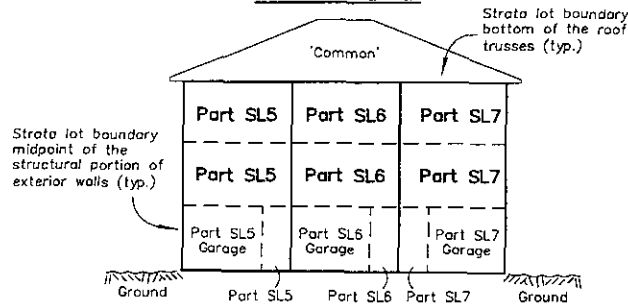 Strata lot boundary
bottom of the roof
trusses (typ.)
'Common'
Strata lot boundary
midpoint of the
structural portion of
exterior walls (typ.)
Part SL5
Part SL6
Part SL7
Part SL5
Part SL6
Part SL7
Part SL5
Garage
Part SL6
Garage
Part SL7
Garage
Ground
Part SL5
Part SL6
Part SL7
Ground